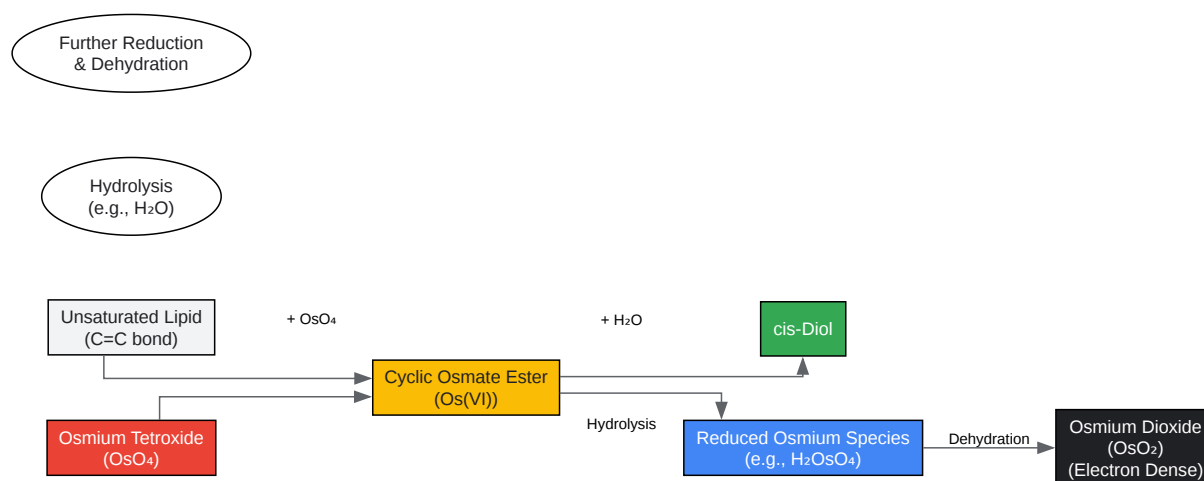 Further Reduction
& Dehydration
Hydrolysis
(e.g., H₂O)
Unsaturated Lipid
(C=C bond)
+ OsO₄
+ H₂O
cis-Diol
Cyclic Osmate Ester
(Os(VI))
Hydrolysis
Osmium Tetroxide
(OsO₄)
Reduced Osmium Species
(e.g., H₂OsO₄)
Dehydration
Osmium Dioxide
(OsO₂)
(Electron Dense)